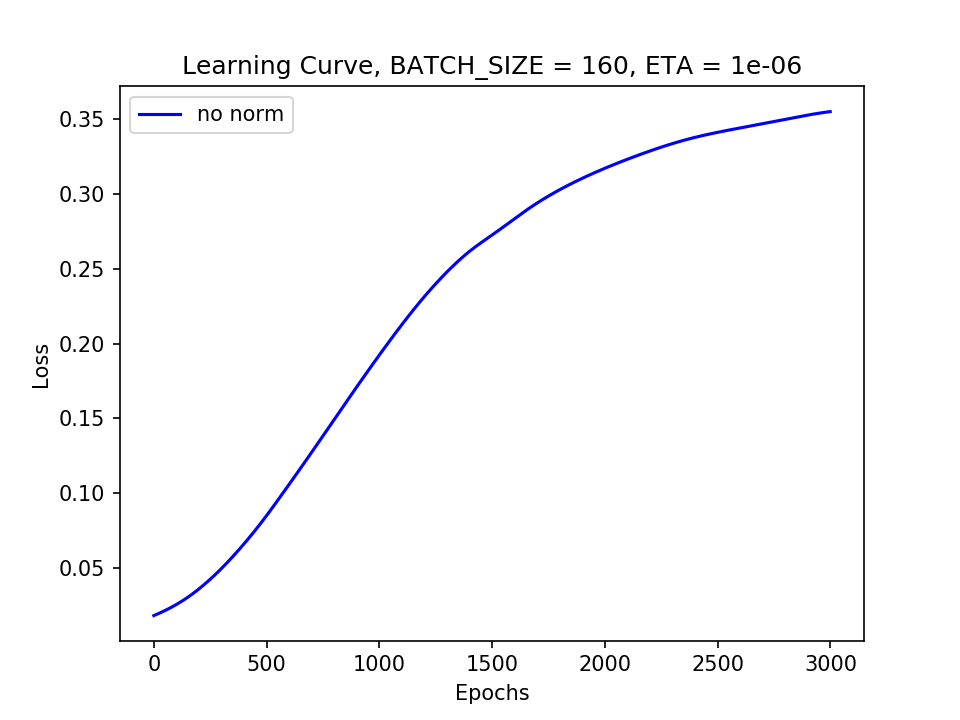 Learning Curve, BATCH_SIZE = 160, ETA = 1e-06
no norm
0.35
0.30
0.25
0.20
0.15
0.10
0.05
Loss
0 500 1000 1500 2000 2500 3000
Epochs